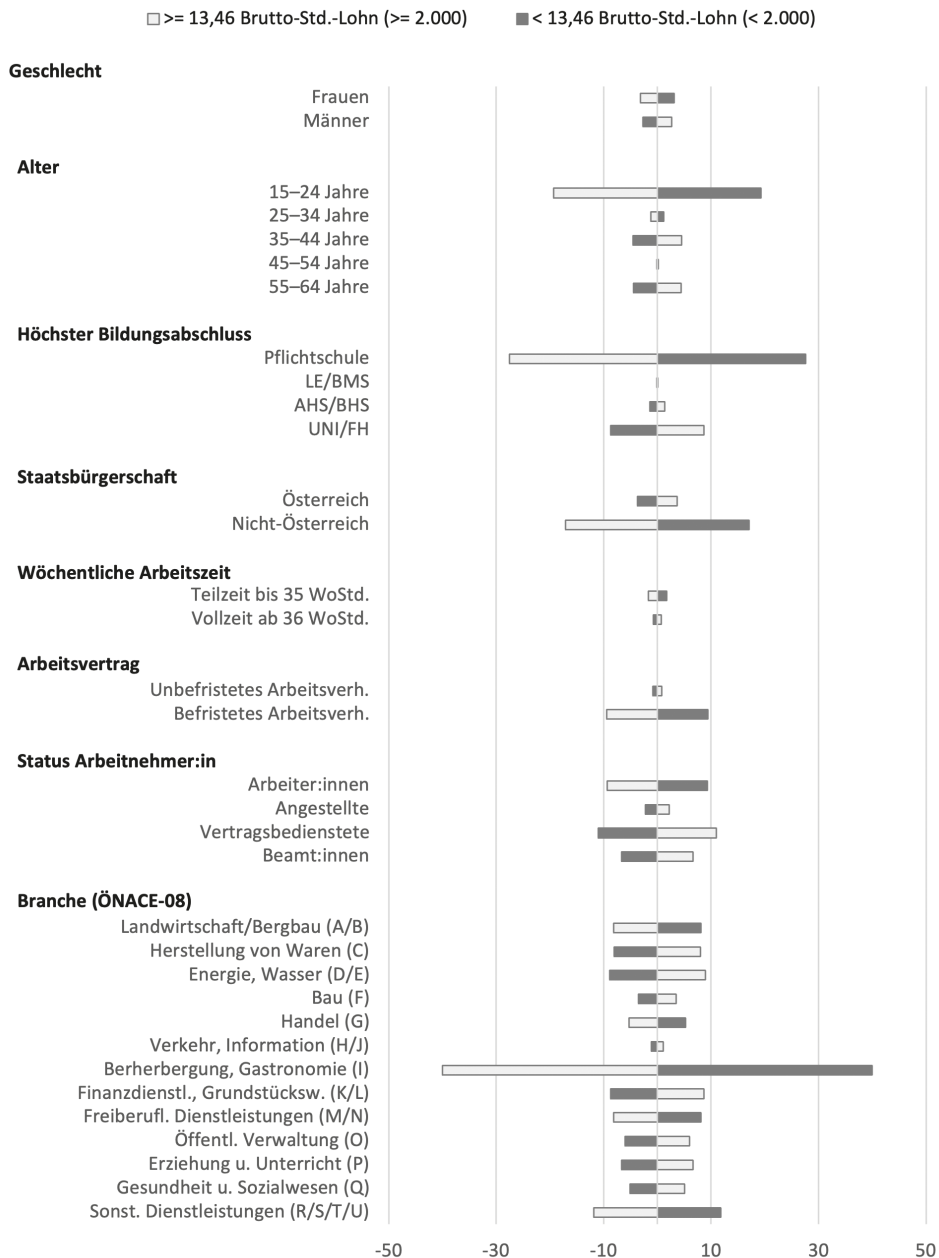 >= 13,46 Brutto-Std.-Lohn (>= 2.000) < 13,46 Brutto-Std.-Lohn (< 2.000)
Geschlecht
Frauen
Männer
Alter
15–24 Jahre
25–34 Jahre
35–44 Jahre
45–54 Jahre
55–64 Jahre
Höchster Bildungsabschluss
Pflichtschule
LE/BMS
AHS/BHS
UNI/FH
Staatsbürgerschaft
Österreich
Nicht-Österreich
Wöchentliche Arbeitszeit
Teilzeit bis 35 WoStd.
Vollzeit ab 36 WoStd.
Arbeitsvertrag
Unbefristetes Arbeitsverh.
Befristetes Arbeitsverh.
Status Arbeitnehmer:in
Arbeiter:innen
Angestellte
Vertragsbedienstete
Beamt:innen
Branche (ÖNACE-08)
Landwirtschaft/Bergbau (A/B)
Herstellung von Waren (C)
Energie, Wasser (D/E)
Bau (F)
Handel (G)
Verkehr, Information (H/J)
Berherbergung, Gastronomie (I)
Finanzdienstl., Grundstücksw. (K/L)
Freiberufl. Dienstleistungen (M/N)
Öffentl. Verwaltung (O)
Erziehung u. Unterricht (P)
Gesundheit u. Sozialwesen (Q)
Sonst. Dienstleistungen (R/S/T/U)
-50 -30 -10 10 30 50